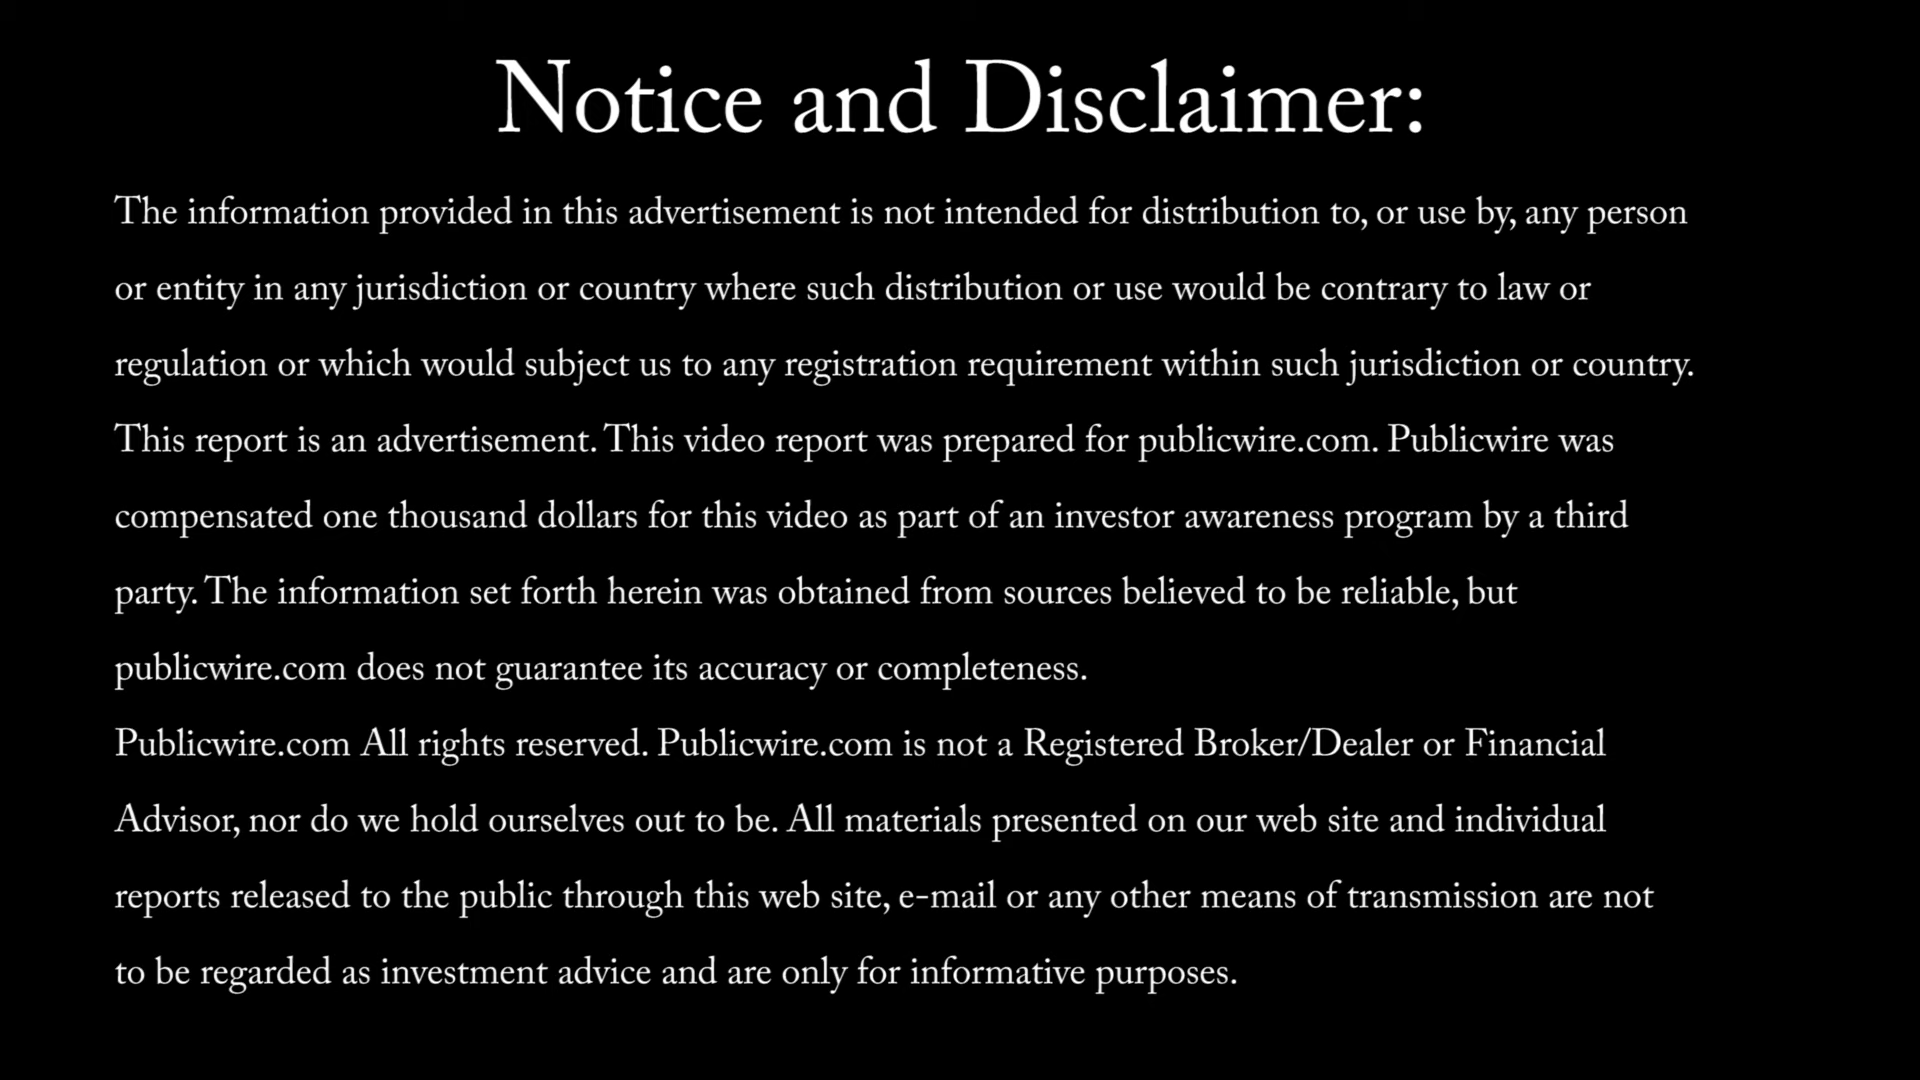 Notice and Disclaimer:
The information provided in this advertisement is not intended for distribution to, or use by, any person
or entity in any jurisdiction or country where such distribution or use would be contrary to law or
regulation or which would subject us to any registration requirement within such jurisdiction or country.
This report is an advertisement. This video report was prepared for publicwire.com. Publicwire was
compensated one thousand dollars for this video as part of an investor awareness program by a third
party. The information set forth herein was obtained from sources believed to be reliable, but
publicwire.com does not guarantee its accuracy or completeness.
Publicwire.com All rights reserved. Publicwire.com is not a Registered Broker/Dealer or Financial
Advisor, nor do we hold ourselves out to be. All materials presented on our web site and individual
reports released to the public through this web site, e-mail or any other means of transmission are not
to be regarded as investment advice and are only for informative purposes.